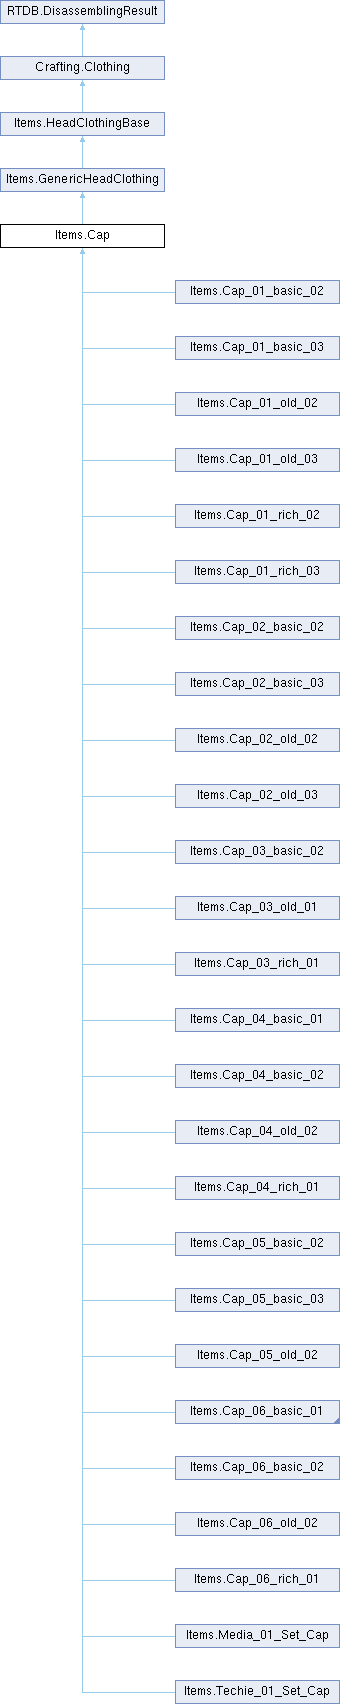 RTDB.DisassemblingResult
Crafting.Clothing
Items.HeadClothingBase
Items.GenericHeadClothing
Items.Cap
Items.Cap_01_basic_02
Items.Cap_01_basic_03
Items.Cap_01_old_02
Items.Cap_01_old_03
Items.Cap_01_rich_02
Items.Cap_01_rich_03
Items.Cap_02_basic_02
Items.Cap_02_basic_03
Items.Cap_02_old_02
Items.Cap_02_old_03
Items.Cap_03_basic_02
Items.Cap_03_old_01
Items.Cap_03_rich_01
Items.Cap_04_basic_01
Items.Cap_04_basic_02
Items.Cap_04_old_02
Items.Cap_04_rich_01
Items.Cap_05_basic_02
Items.Cap_05_basic_03
Items.Cap_05_old_02
Items.Cap_06_basic_01
Items.Cap_06_basic_02
Items.Cap_06_old_02
Items.Cap_06_rich_01
Items.Media_01_Set_Cap
Items.Techie_01_Set_Cap